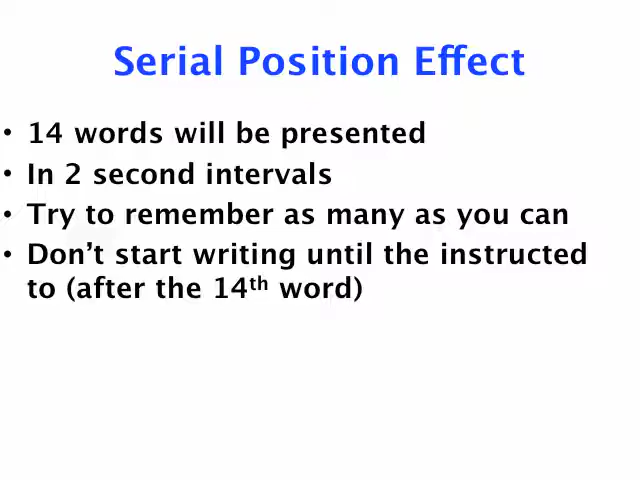 Serial Position Effect
• 14 words will be presented
• In 2 second intervals
• Try to remember as many as you can
• Don’t start writing until the instructed
to (after the 14th word)